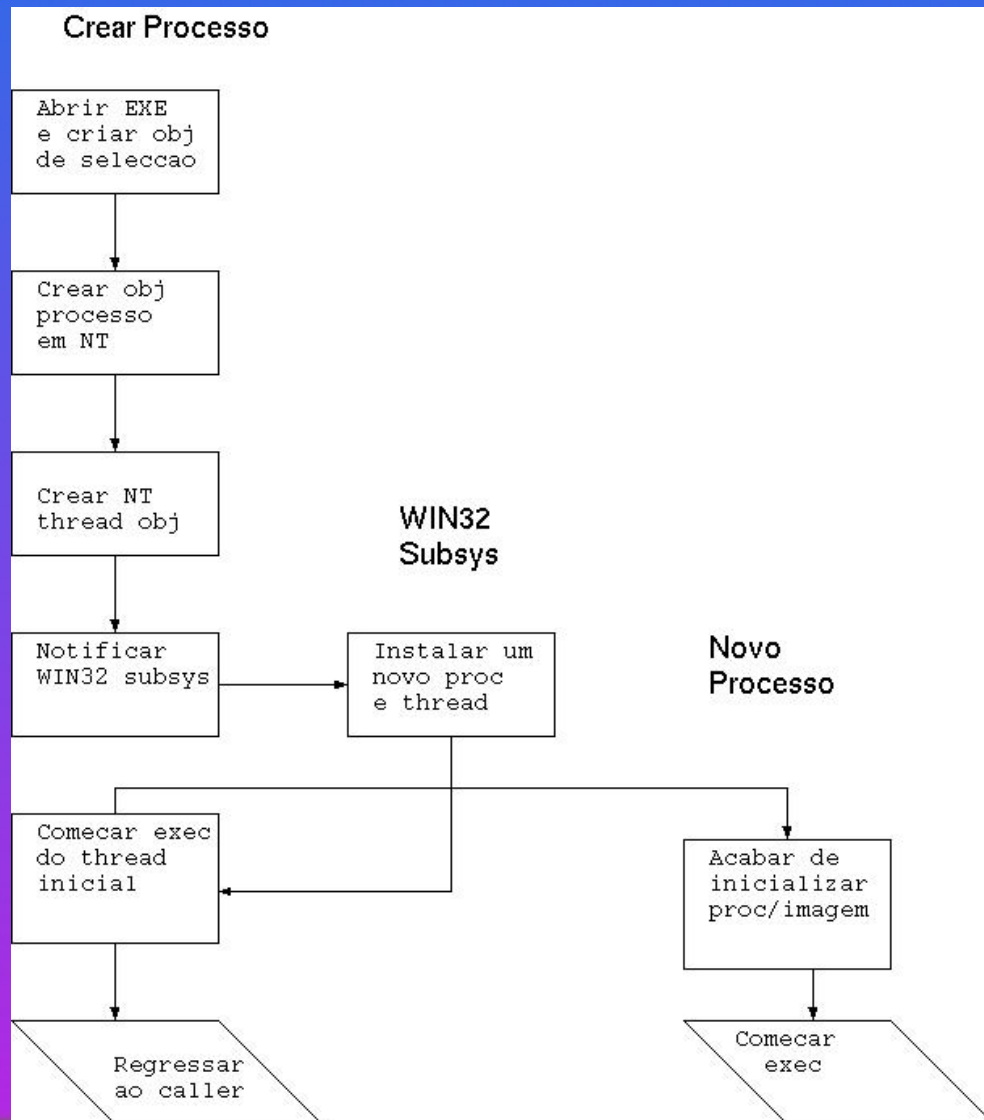 Crear Processo
Abrir EXE
e criar obj
de seleccao
Crear obj
processo
em NT
Crear NT
thread obj
WIN32
Subsys
Notificar
WIN32 subsys
Instalar um
novo proc
e thread
Novo
Processo
Comecar exec
do thread
inicial
Acabar de
inicializar
proc/imagem
Regressar
ao caller
Comecar
exec